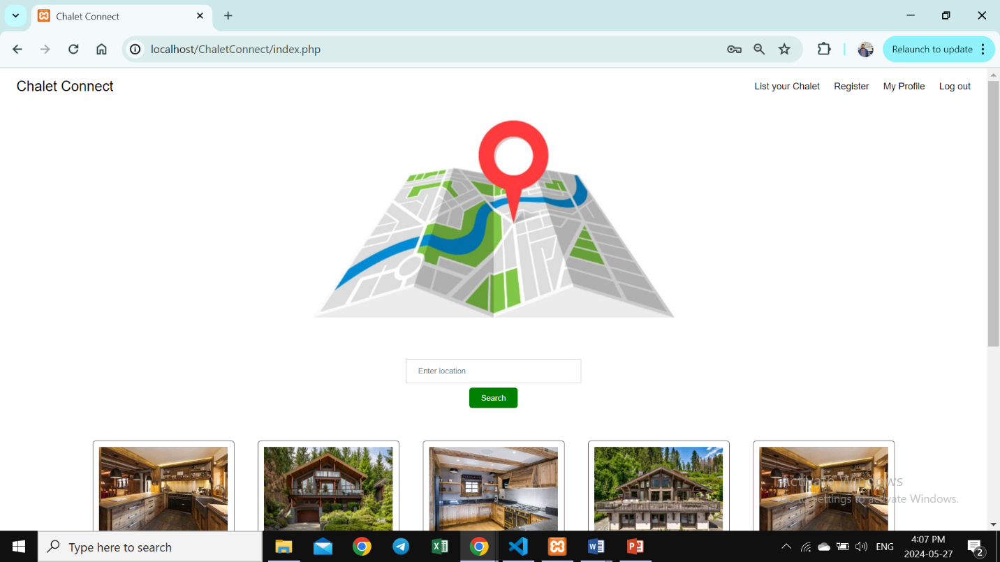 Chalet Connect
localhost/ChaletConnect/index.php
Relaunch to update
Chalet Connect
List your Chalet
Register
My Profile
Log out
Enter location
Search
Activate Windows
Go to Settings to activate Windows.
Type here to search
ENG
4:07 PM
2024-05-27
2